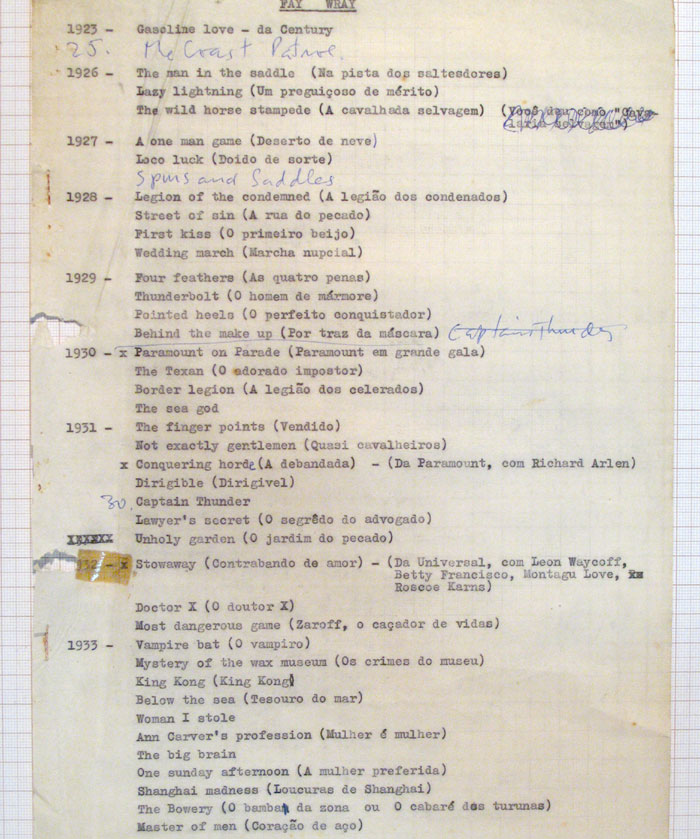 FAY WRAY
1923 - Gasoline love - da Century
25. The Coast Patrol.
1926 - The man in the saddle (Na pista dos saltesdores)
Lazy lightning (Um preguiçoso de mérito)
The wild horse stampede (A cavalhada selvagem) (Você deu como
1927 - A one man game (Deserto de neve)
Loco luck (Doido de sorte)
Spurs and Saddles
1928 - Legion of the condemned (A legião dos condenados)
Street of sin (A rua do pecado)
First kiss (O primeiro beijo)
Wedding march (Marcha nupcial)
1929 - Four feathers (As quatro penas)
Thunderbolt (O homem de mármore)
Pointed heels (O perfeito conquistador)
Behind the make up (Por traz da máscara) Captain Thunder
1930 - x Paramount on Parade (Paramount em grande gala)
The Texan (O adorado impostor)
Border legion (A legião dos celerados)
The sea god
1931 - The finger points (Vendido)
Not exactly gentlemen (Quasi cavalheiros)
x Conquering horde (A debandada) - (Da Paramount, com Richard Arlen)
Dirigible (Dirigivel)
30. Captain Thunder
Lawyer's secret (O segrêdo do advogado)
Unholy garden (O jardim do pecado)
1932 - x Stowaway (Contrabando de amor) - (Da Universal, com Leon Waycoff,
Betty Francisco, Montagu Love,
Roscoe Karns)
Doctor X (O doutor X)
Most dangerous game (Zaroff, o caçador de vidas)
1933 - Vampire bat (O vampiro)
Mystery of the wax museum (Os crimes do museu)
King Kong (King Kong)
Below the sea (Tesouro do mar)
Woman I stole
Ann Carver's profession (Mulher é mulher)
The big brain
One sunday afternoon (A mulher preferida)
Shanghai madness (Loucuras de Shanghai)
The Bowery (O bamba da zona ou O cabaré dos turunas)
Master of men (Coração de aço)